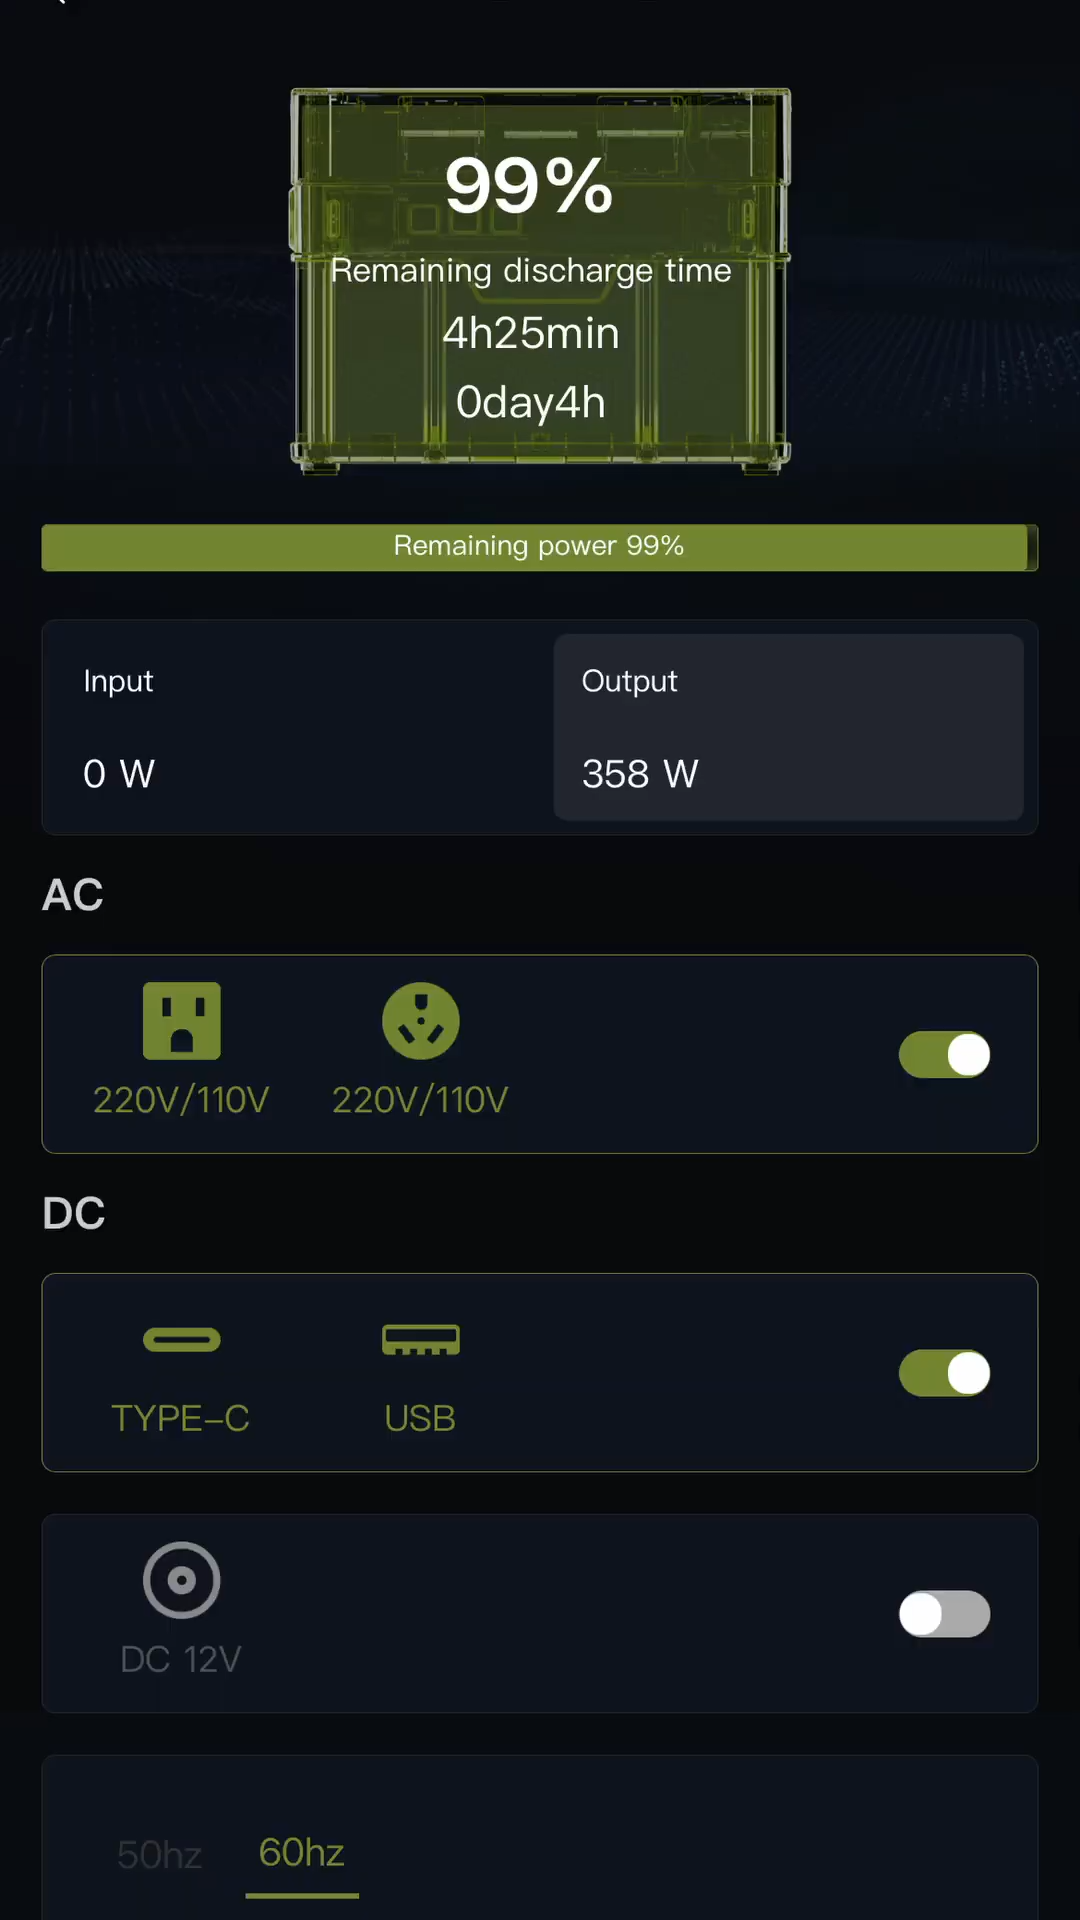 99%
Remaining discharge time
4h25min
0day4h
Remaining power 99%
Input
Output
0 W
358 W
AC
220V/110V
220V/110V
DC
TYPE-C
USB
DC 12V
50hz
60hz